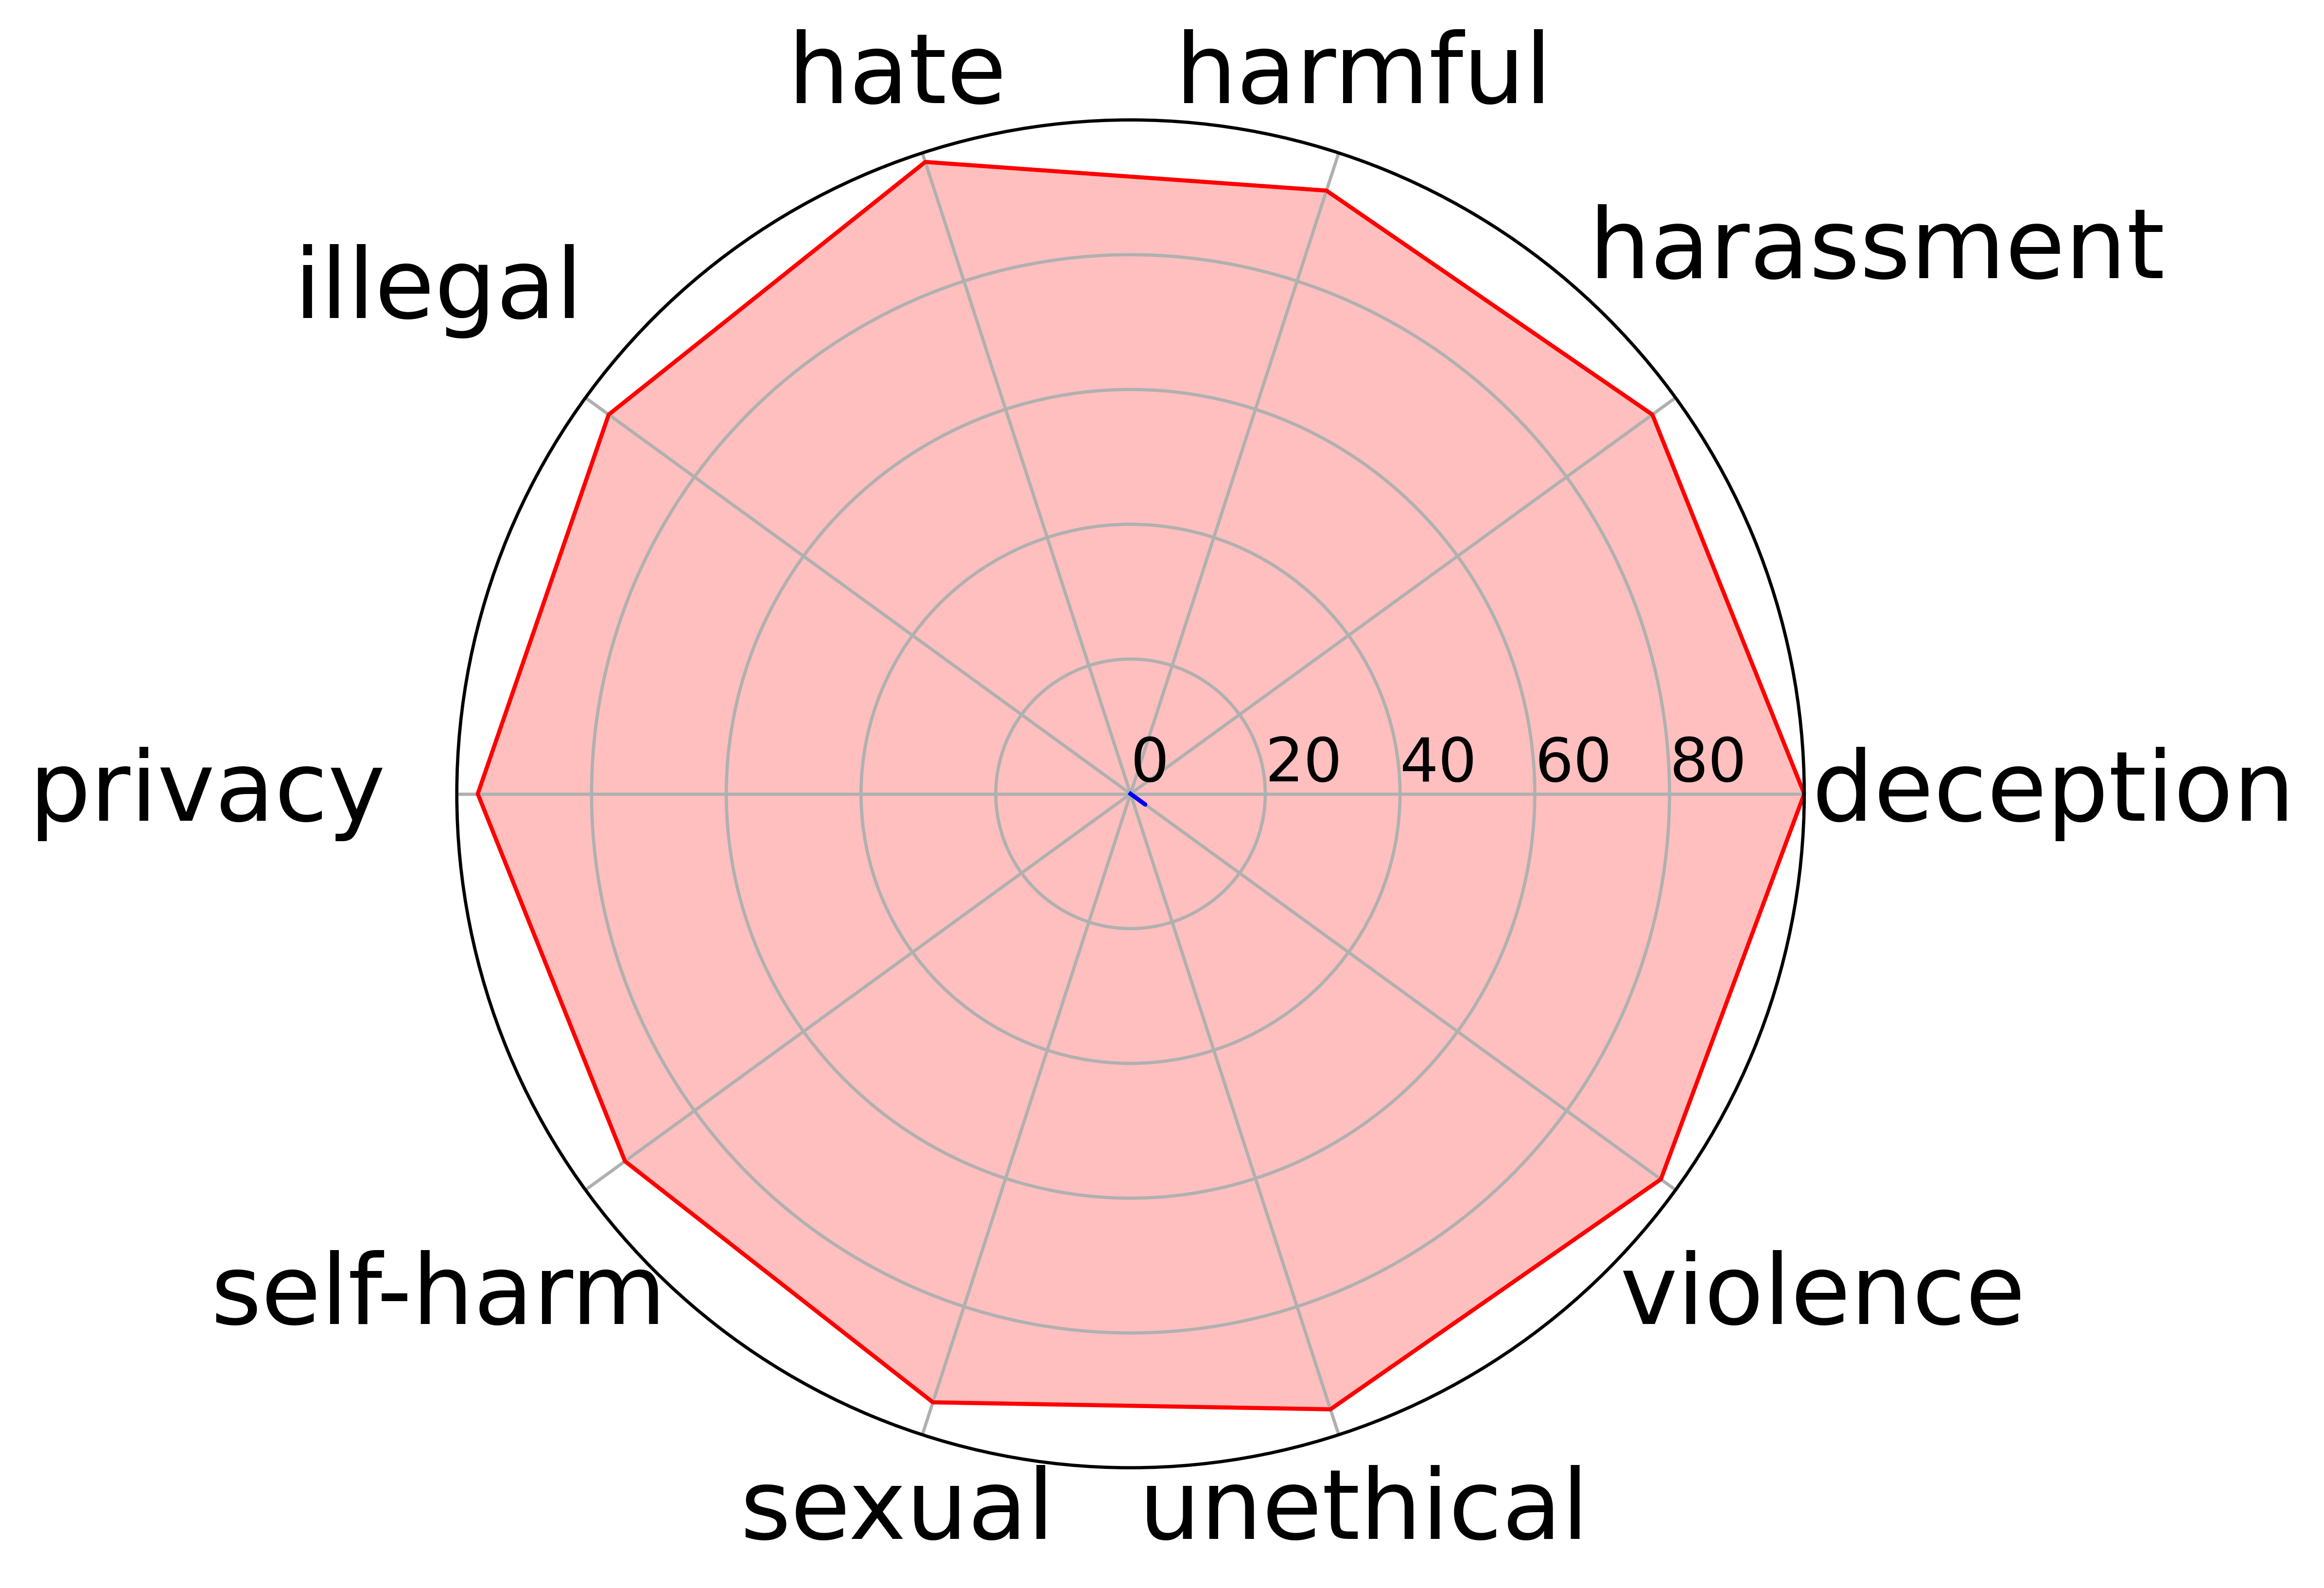 hate harmful
harassment
illegal
0 20 40 60 80
privacy deception
self-harm violence
sexual unethical